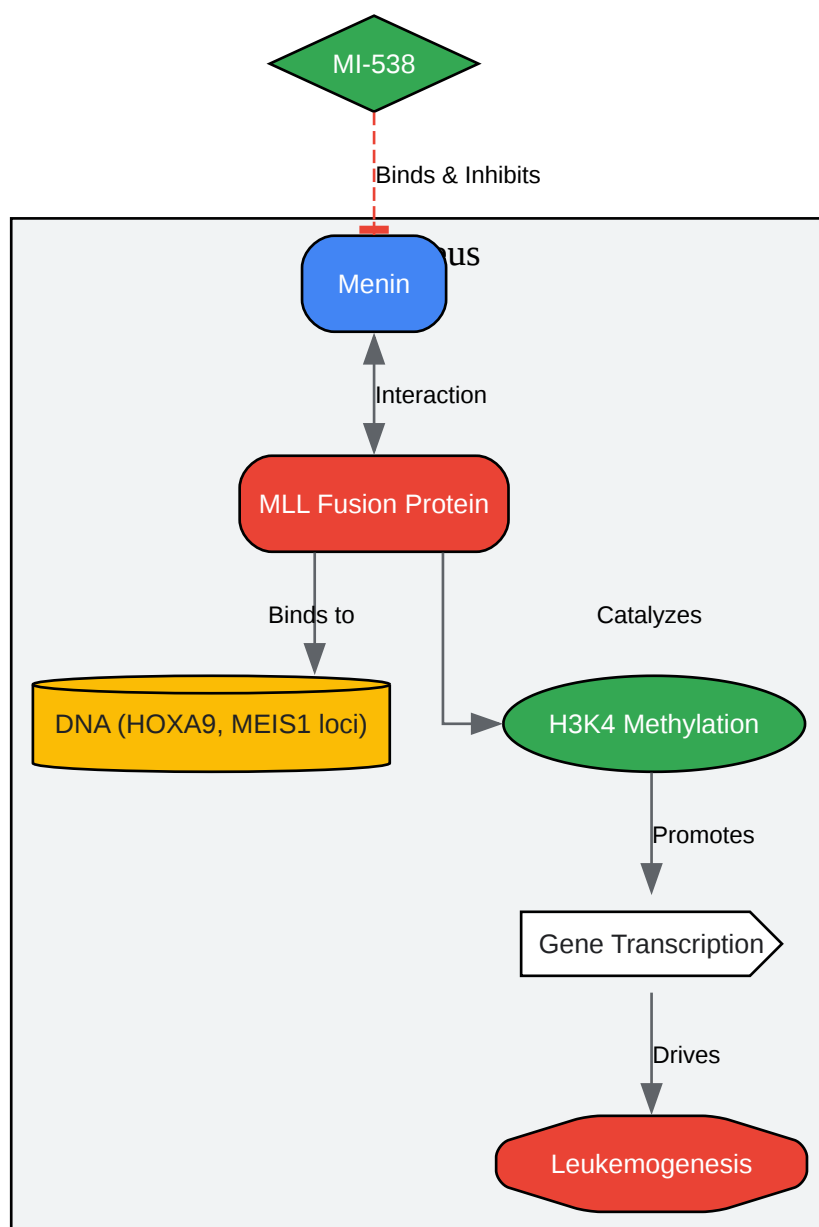 MI-538
Binds & Inhibits
Menin
Interaction
MLL Fusion Protein
Binds to
Catalyzes
DNA (HOXA9, MEIS1 loci)
H3K4 Methylation
Promotes
Gene Transcription
Drives
Leukemogenesis